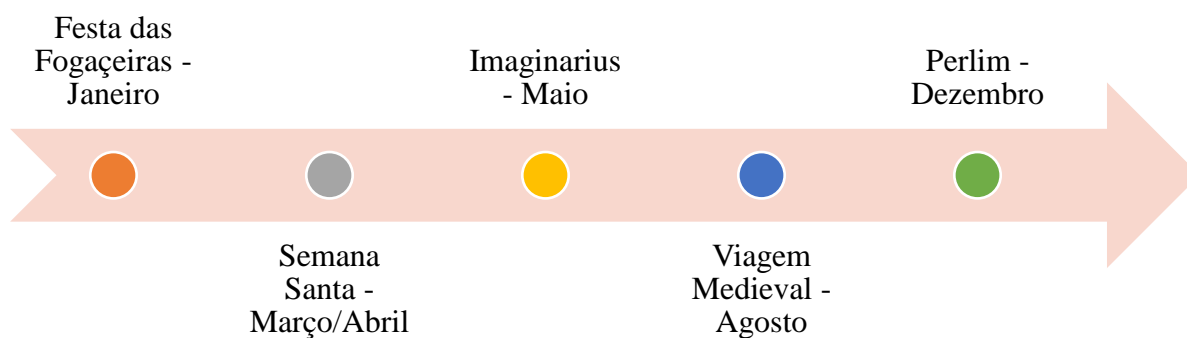 Festa das
Fogaçeiras -
Janeiro
Semana
Santa -
Março/Abril
Imaginarius
- Maio
Viagem
Medieval -
Agosto
Perlim -
Dezembro